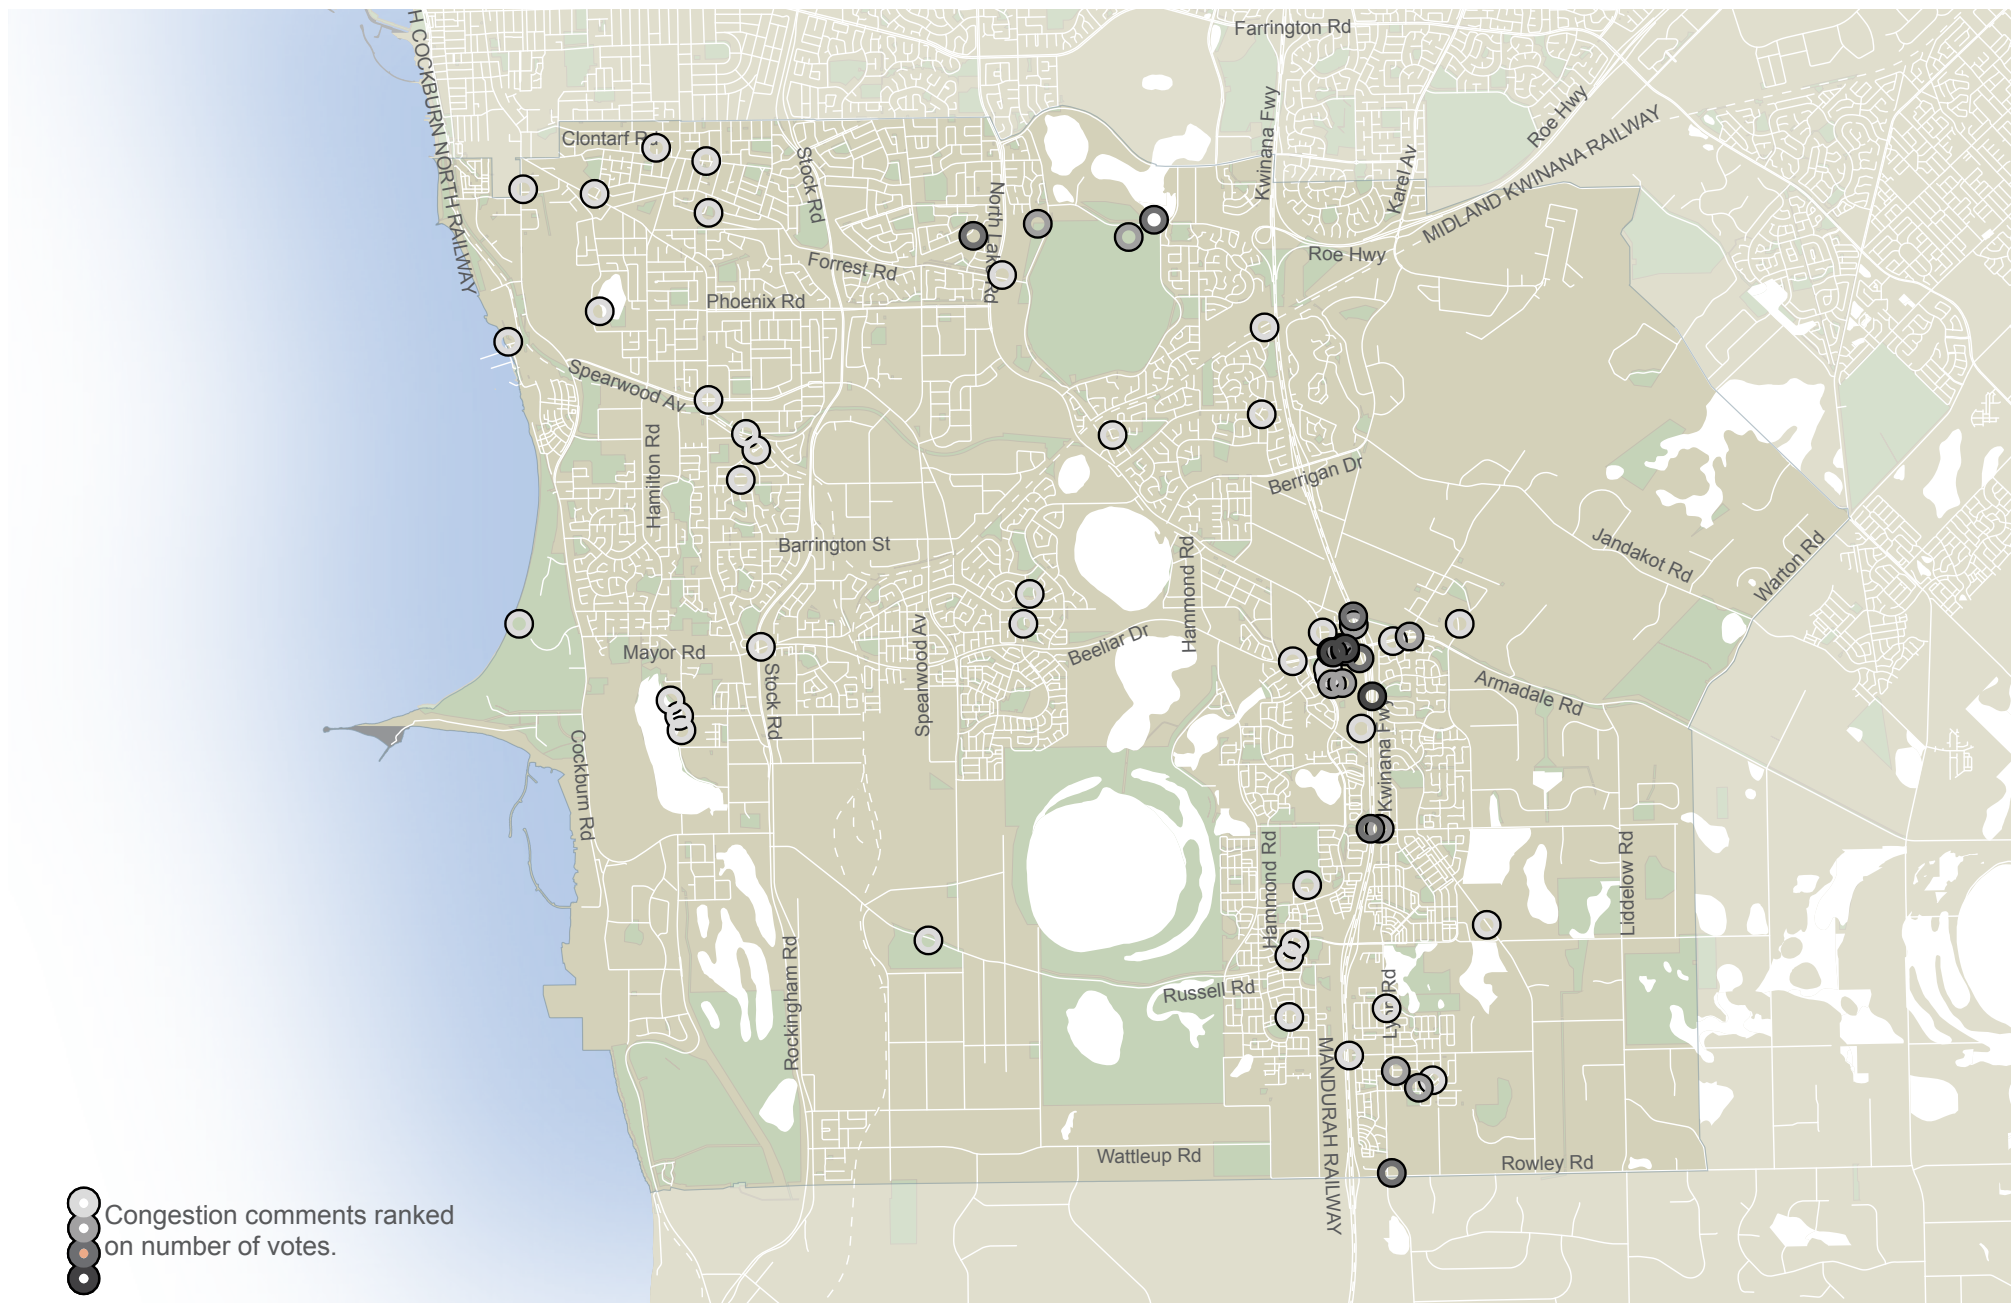 Farrington Rd
H COCKBURN NORTH RAILWAY
Clontarf Rd
Stock Rd
North Lake Rd
Kwinana Fwy
Karel Av
Roe Hwy
MIDLAND KWINANA RAILWAY
Roe Hwy
Forrest Rd
Phoenix Rd
Spearwood Av
Hamilton Rd
Berrigan Dr
Barrington St
Hammond Rd
Jandakot Rd
Warton Rd
Mayor Rd
Stock Rd
Spearwood Av
Beeliar Dr
Armadale Rd
Kwinana Fwy
Cockburn Rd
Hammond Rd
Liddelow Rd
Rockingham Rd
Russell Rd
Lyon Rd
MANDURAH RAILWAY
Wattleup Rd
Rowley Rd
Congestion comments ranked
on number of votes.